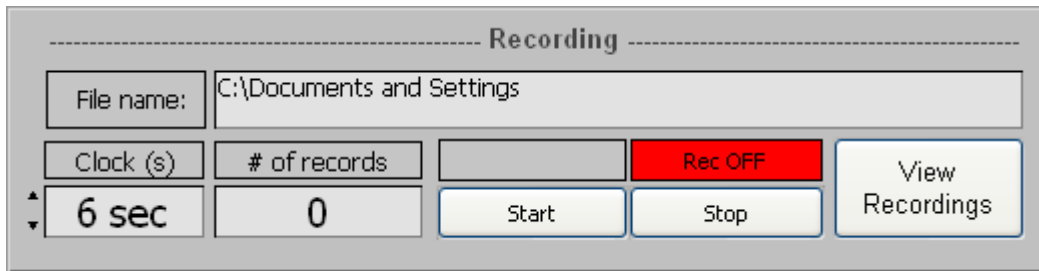 Recording
File name: C:\Documents and Settings
Clock (s) # of records Rec OFF
6 sec 0 Start Stop View
Recordings